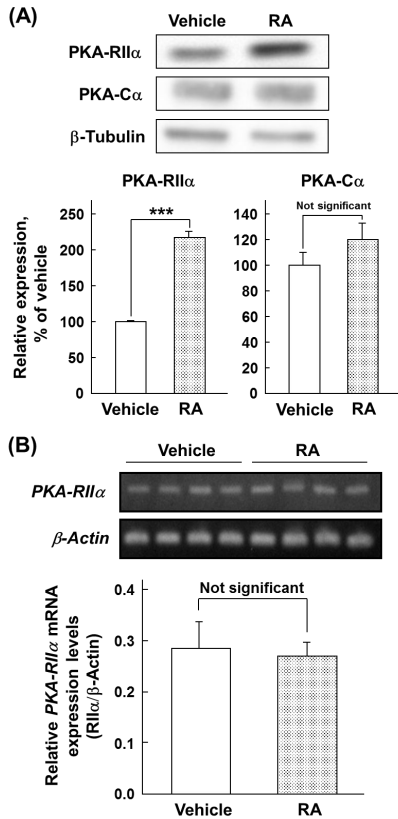 (A)
Vehicle RA
PKA-RIIα
PKA-Cα
β-Tubulin
PKA-RIIα PKA-Cα
Relative expression,
% of vehicle
250
200
150
100
50
0
***
Vehicle RA
140
120
100
80
60
40
20
0
Not significant
Vehicle RA
(B)
Vehicle RA
PKA-RIIα
β-Actin
Relative PKA-RIIα mRNA
expression levels
(RIIα/β-Actin)
0.4
0.3
0.2
0.1
0.0
Not significant
Vehicle RA